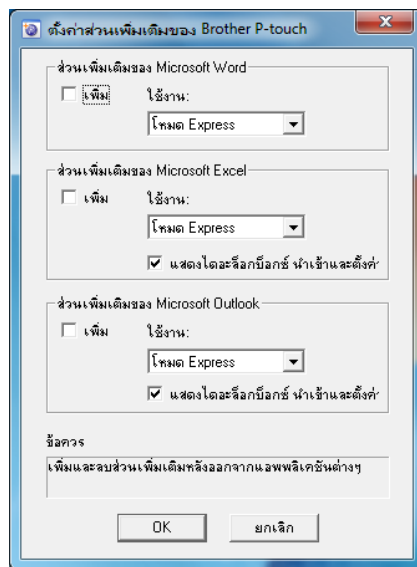 ตั้งค่าส่วนเพิ่มเติมของ Brother P-touch
ส่วนเพิ่มเติมของ Microsoft Word
เพิ่ม ใช้งาน:
โหมด Express
ส่วนเพิ่มเติมของ Microsoft Excel
เพิ่ม ใช้งาน:
โหมด Express
แสดงไดอะล็อกบ็อกซ์ นำเข้าและตั้งค่า
ส่วนเพิ่มเติมของ Microsoft Outlook
เพิ่ม ใช้งาน:
โหมด Express
แสดงไดอะล็อกบ็อกซ์ นำเข้าและตั้งค่า
ข้อควร
เพิ่มและลบส่วนเพิ่มเติมหลังออกจากแอพพลิเคชันต่างๆ
OK ยกเลิก